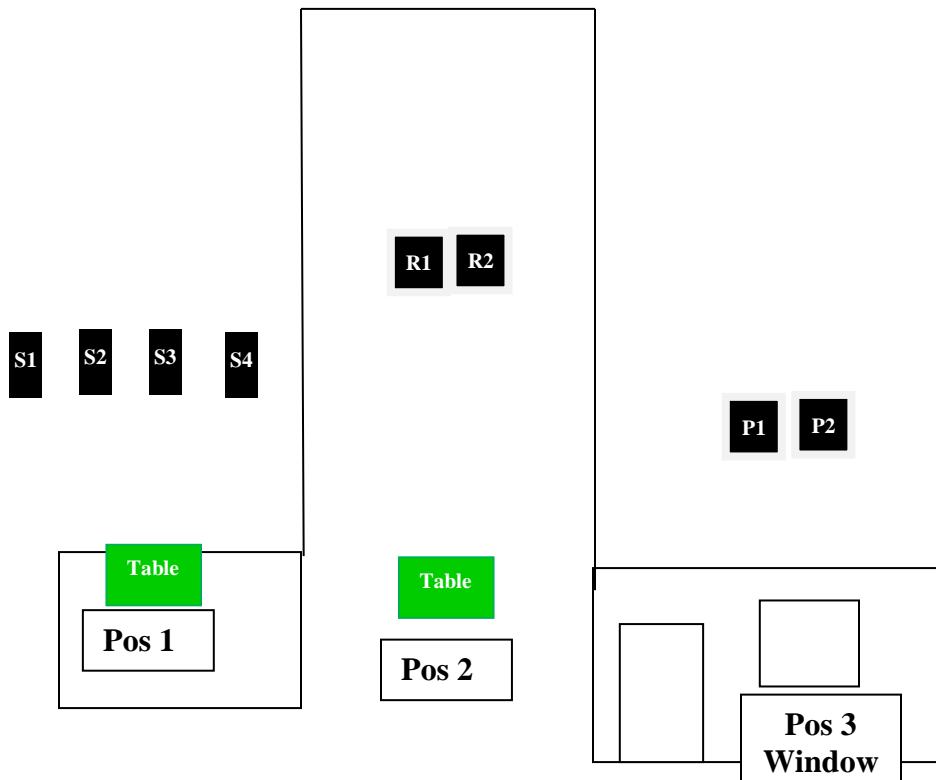 R1 R2
S1 S2 S3 S4
P1 P2
Table
Table
Pos 1
Pos 2
Pos 3
Window